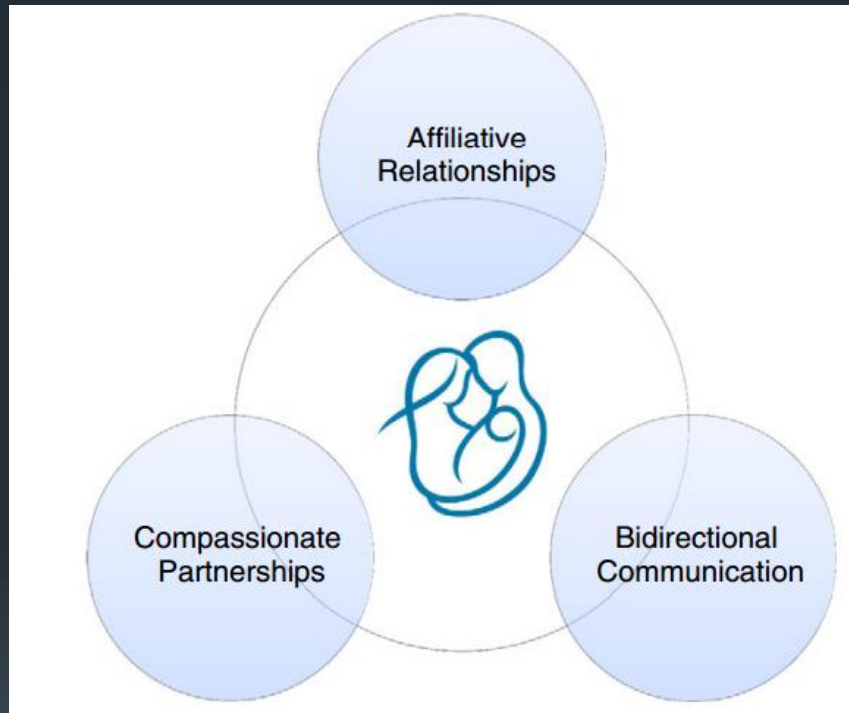 Affiliative
Relationships
Compassionate
Partnerships
Bidirectional
Communication